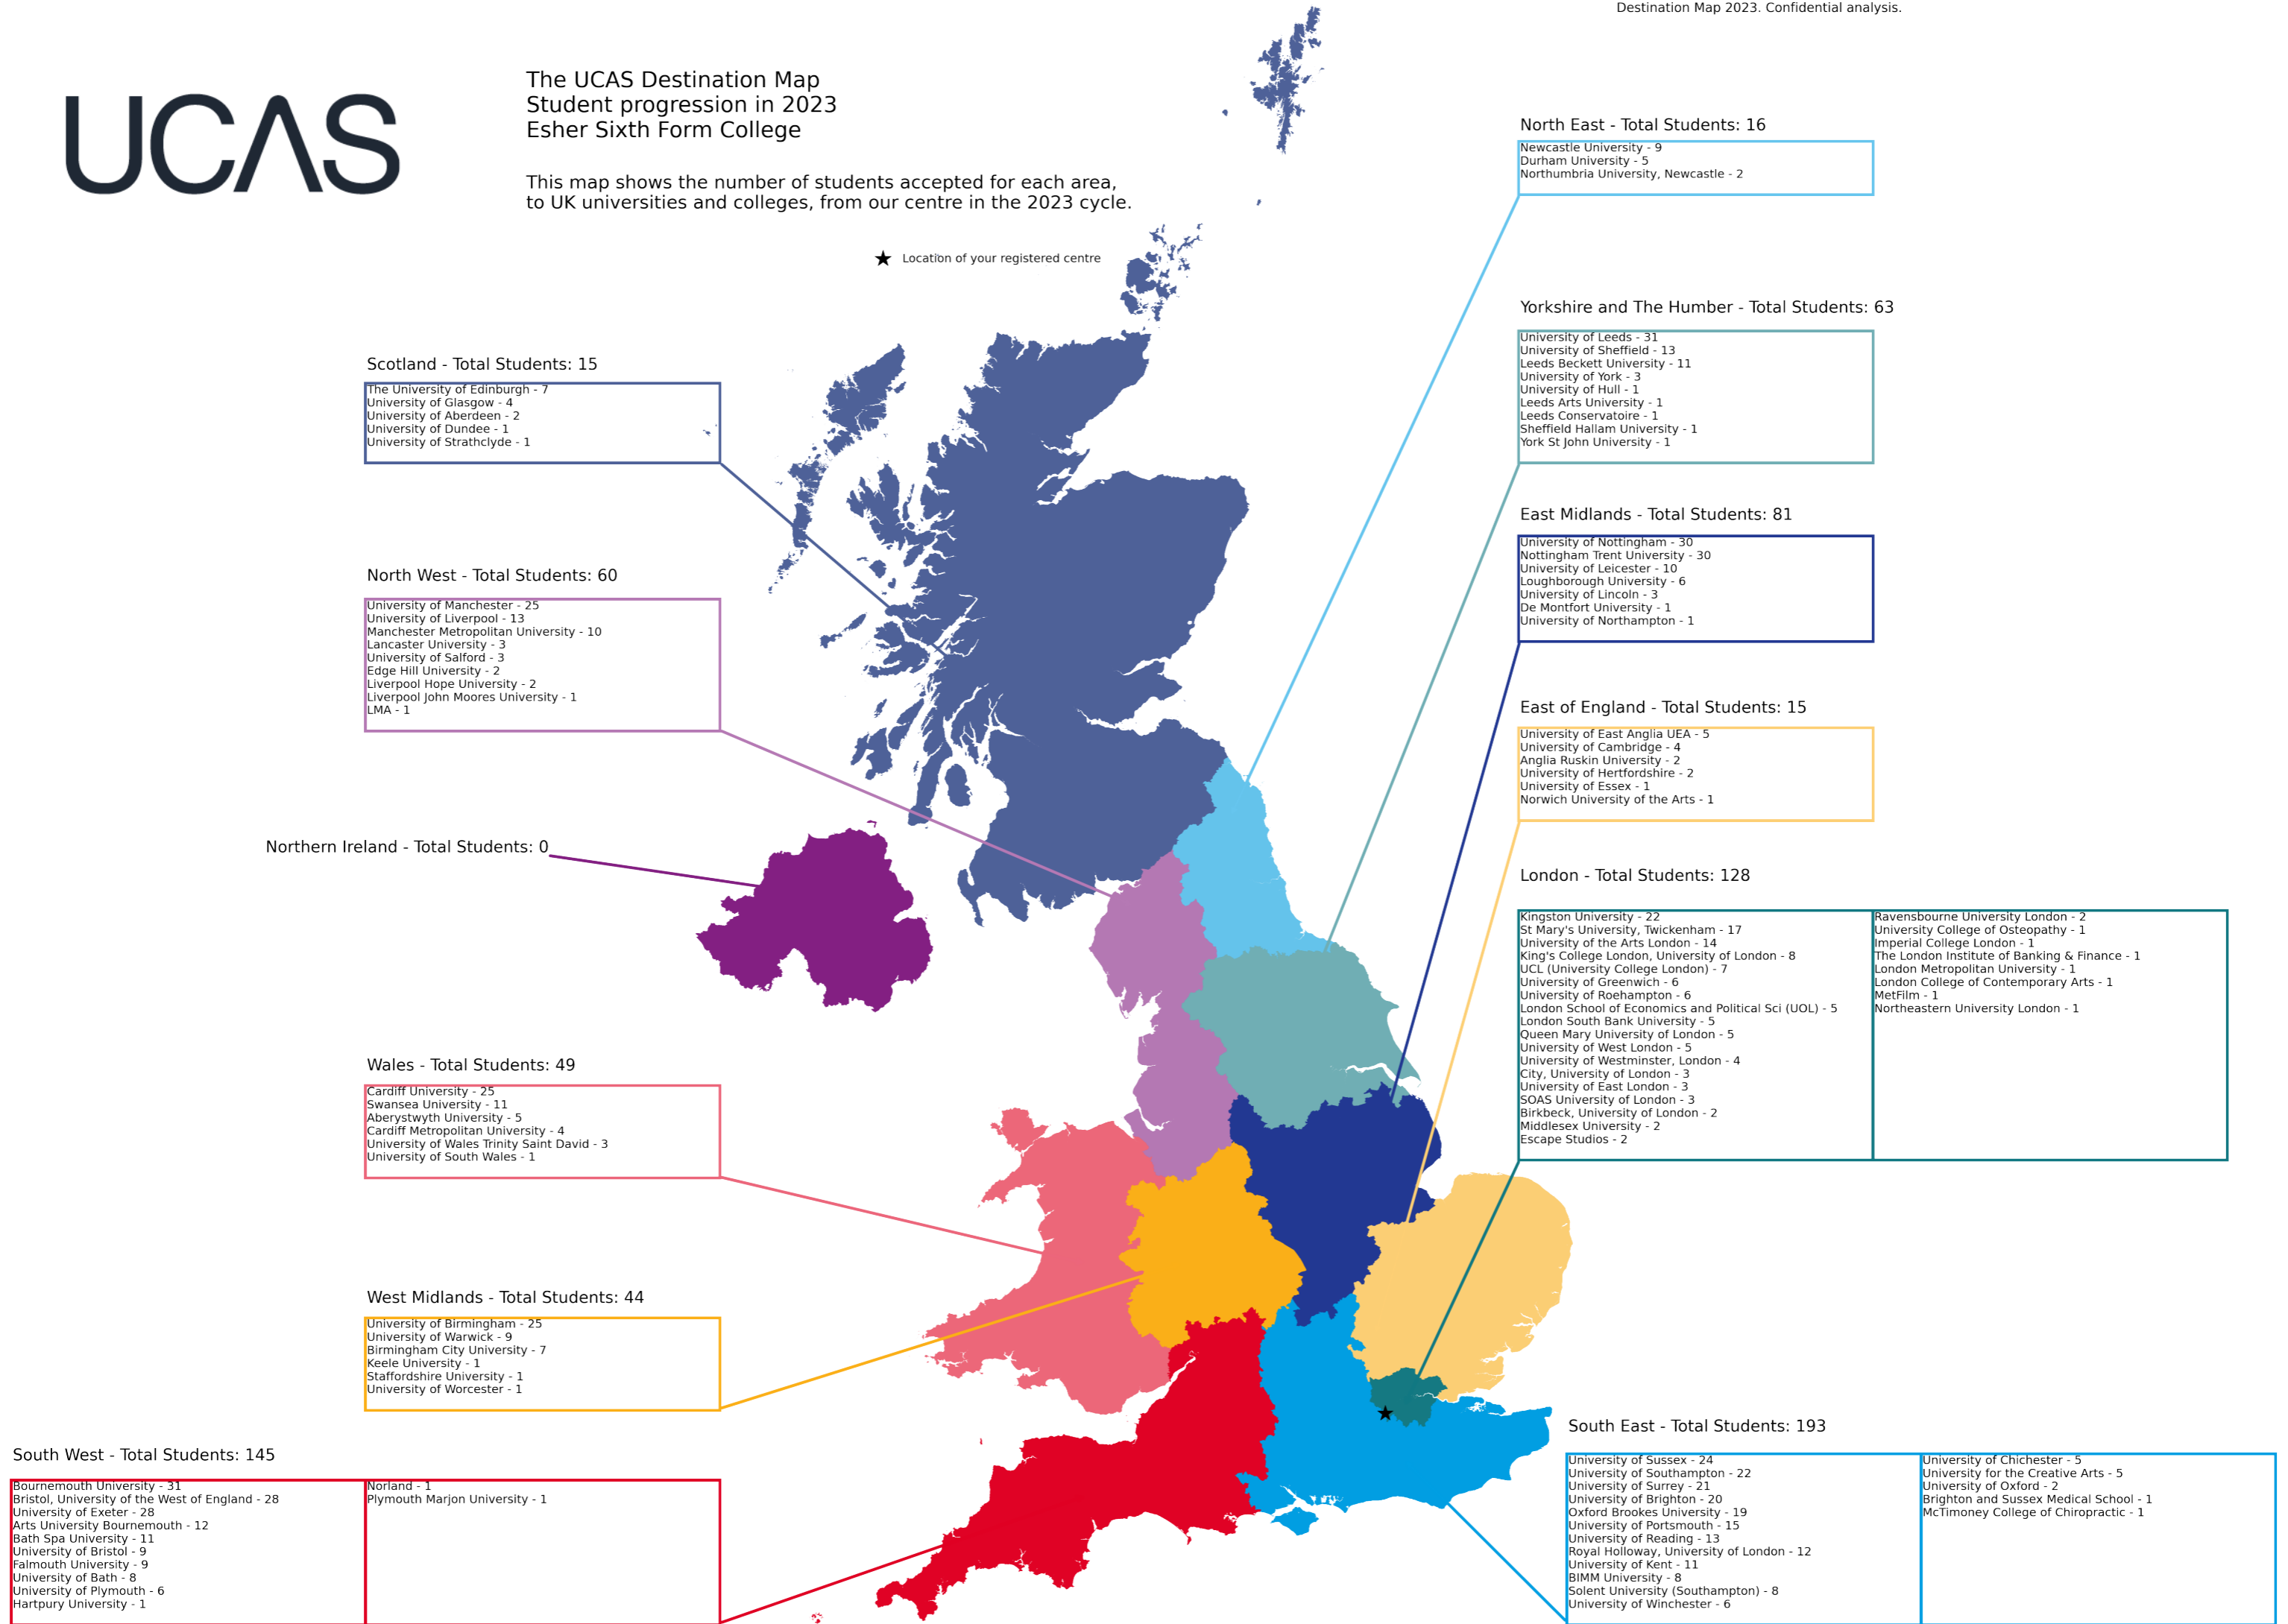 Destination Map 2023. Confidential analysis.
UCAS
The UCAS Destination Map
Student progression in 2023
Esher Sixth Form College
This map shows the number of students accepted for each area,
to UK universities and colleges, from our centre in the 2023 cycle.
★ Location of your registered centre
North East - Total Students: 16
Newcastle University - 9
Durham University - 5
Northumbria University, Newcastle - 2
Yorkshire and The Humber - Total Students: 63
University of Leeds - 31
University of Sheffield - 13
Leeds Beckett University - 11
University of York - 3
University of Hull - 1
Leeds Arts University - 1
Leeds Conservatoire - 1
Sheffield Hallam University - 1
York St John University - 1
Scotland - Total Students: 15
The University of Edinburgh - 7
University of Glasgow - 4
University of Aberdeen - 2
University of Dundee - 1
University of Strathclyde - 1
East Midlands - Total Students: 81
University of Nottingham - 30
Nottingham Trent University - 30
University of Leicester - 10
Loughborough University - 6
University of Lincoln - 3
De Montfort University - 1
University of Northampton - 1
North West - Total Students: 60
University of Manchester - 25
University of Liverpool - 13
Manchester Metropolitan University - 10
Lancaster University - 3
University of Salford - 3
Edge Hill University - 2
Liverpool Hope University - 2
Liverpool John Moores University - 1
LMA - 1
East of England - Total Students: 15
University of East Anglia UEA - 5
University of Cambridge - 4
Anglia Ruskin University - 2
University of Hertfordshire - 2
University of Essex - 1
Norwich University of the Arts - 1
Northern Ireland - Total Students: 0
London - Total Students: 128
Kingston University - 22
St Mary's University, Twickenham - 17
University of the Arts London - 14
King's College London, University of London - 8
UCL (University College London) - 7
University of Greenwich - 6
University of Roehampton - 6
London School of Economics and Political Sci (UOL) - 5
London South Bank University - 5
Queen Mary University of London - 5
University of West London - 5
University of Westminster, London - 4
City, University of London - 3
University of East London - 3
SOAS University of London - 3
Birkbeck, University of London - 2
Middlesex University - 2
Escape Studios - 2
Ravensbourne University London - 2
University College of Osteopathy - 1
Imperial College London - 1
The London Institute of Banking & Finance - 1
London Metropolitan University - 1
London College of Contemporary Arts - 1
MetFilm - 1
Northeastern University London - 1
Wales - Total Students: 49
Cardiff University - 25
Swansea University - 11
Aberystwyth University - 5
Cardiff Metropolitan University - 4
University of Wales Trinity Saint David - 3
University of South Wales - 1
West Midlands - Total Students: 44
University of Birmingham - 25
University of Warwick - 9
Birmingham City University - 7
Keele University - 1
Staffordshire University - 1
University of Worcester - 1
South West - Total Students: 145
Bournemouth University - 31
Bristol, University of the West of England - 28
University of Exeter - 28
Arts University Bournemouth - 12
Bath Spa University - 11
University of Bristol - 9
Falmouth University - 9
University of Bath - 8
University of Plymouth - 6
Hartpury University - 1
Norland - 1
Plymouth Marjon University - 1
South East - Total Students: 193
University of Sussex - 24
University of Southampton - 22
University of Surrey - 21
University of Brighton - 20
Oxford Brookes University - 19
University of Portsmouth - 15
University of Reading - 13
Royal Holloway, University of London - 12
University of Kent - 11
BIMM University - 8
Solent University (Southampton) - 8
University of Winchester - 6
University of Chichester - 5
University for the Creative Arts - 5
University of Oxford - 2
Brighton and Sussex Medical School - 1
McTimoney College of Chiropractic - 1